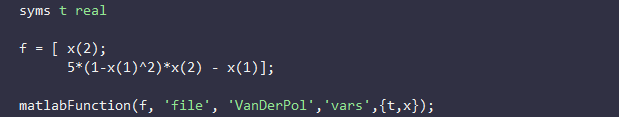 syms t real
f = [ x(2);
5*(1-x(1)^2)*x(2) - x(1)];
matlabFunction(f, 'file', 'VanDerPol','vars',{t,x});